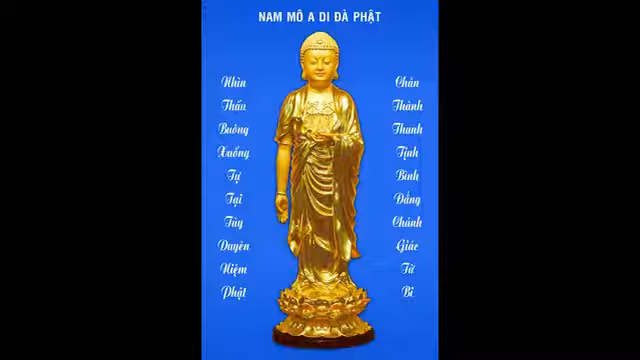 NAM MÔ A DI ĐÀ PHẬT
Nhìn
Thấu
Buông
Xuống
Tự
Tại
Tùy
Duyên
Niệm
Phật
Chân
Thành
Thanh
Tịnh
Bình
Đẳng
Chánh
Giác
Từ
Bi